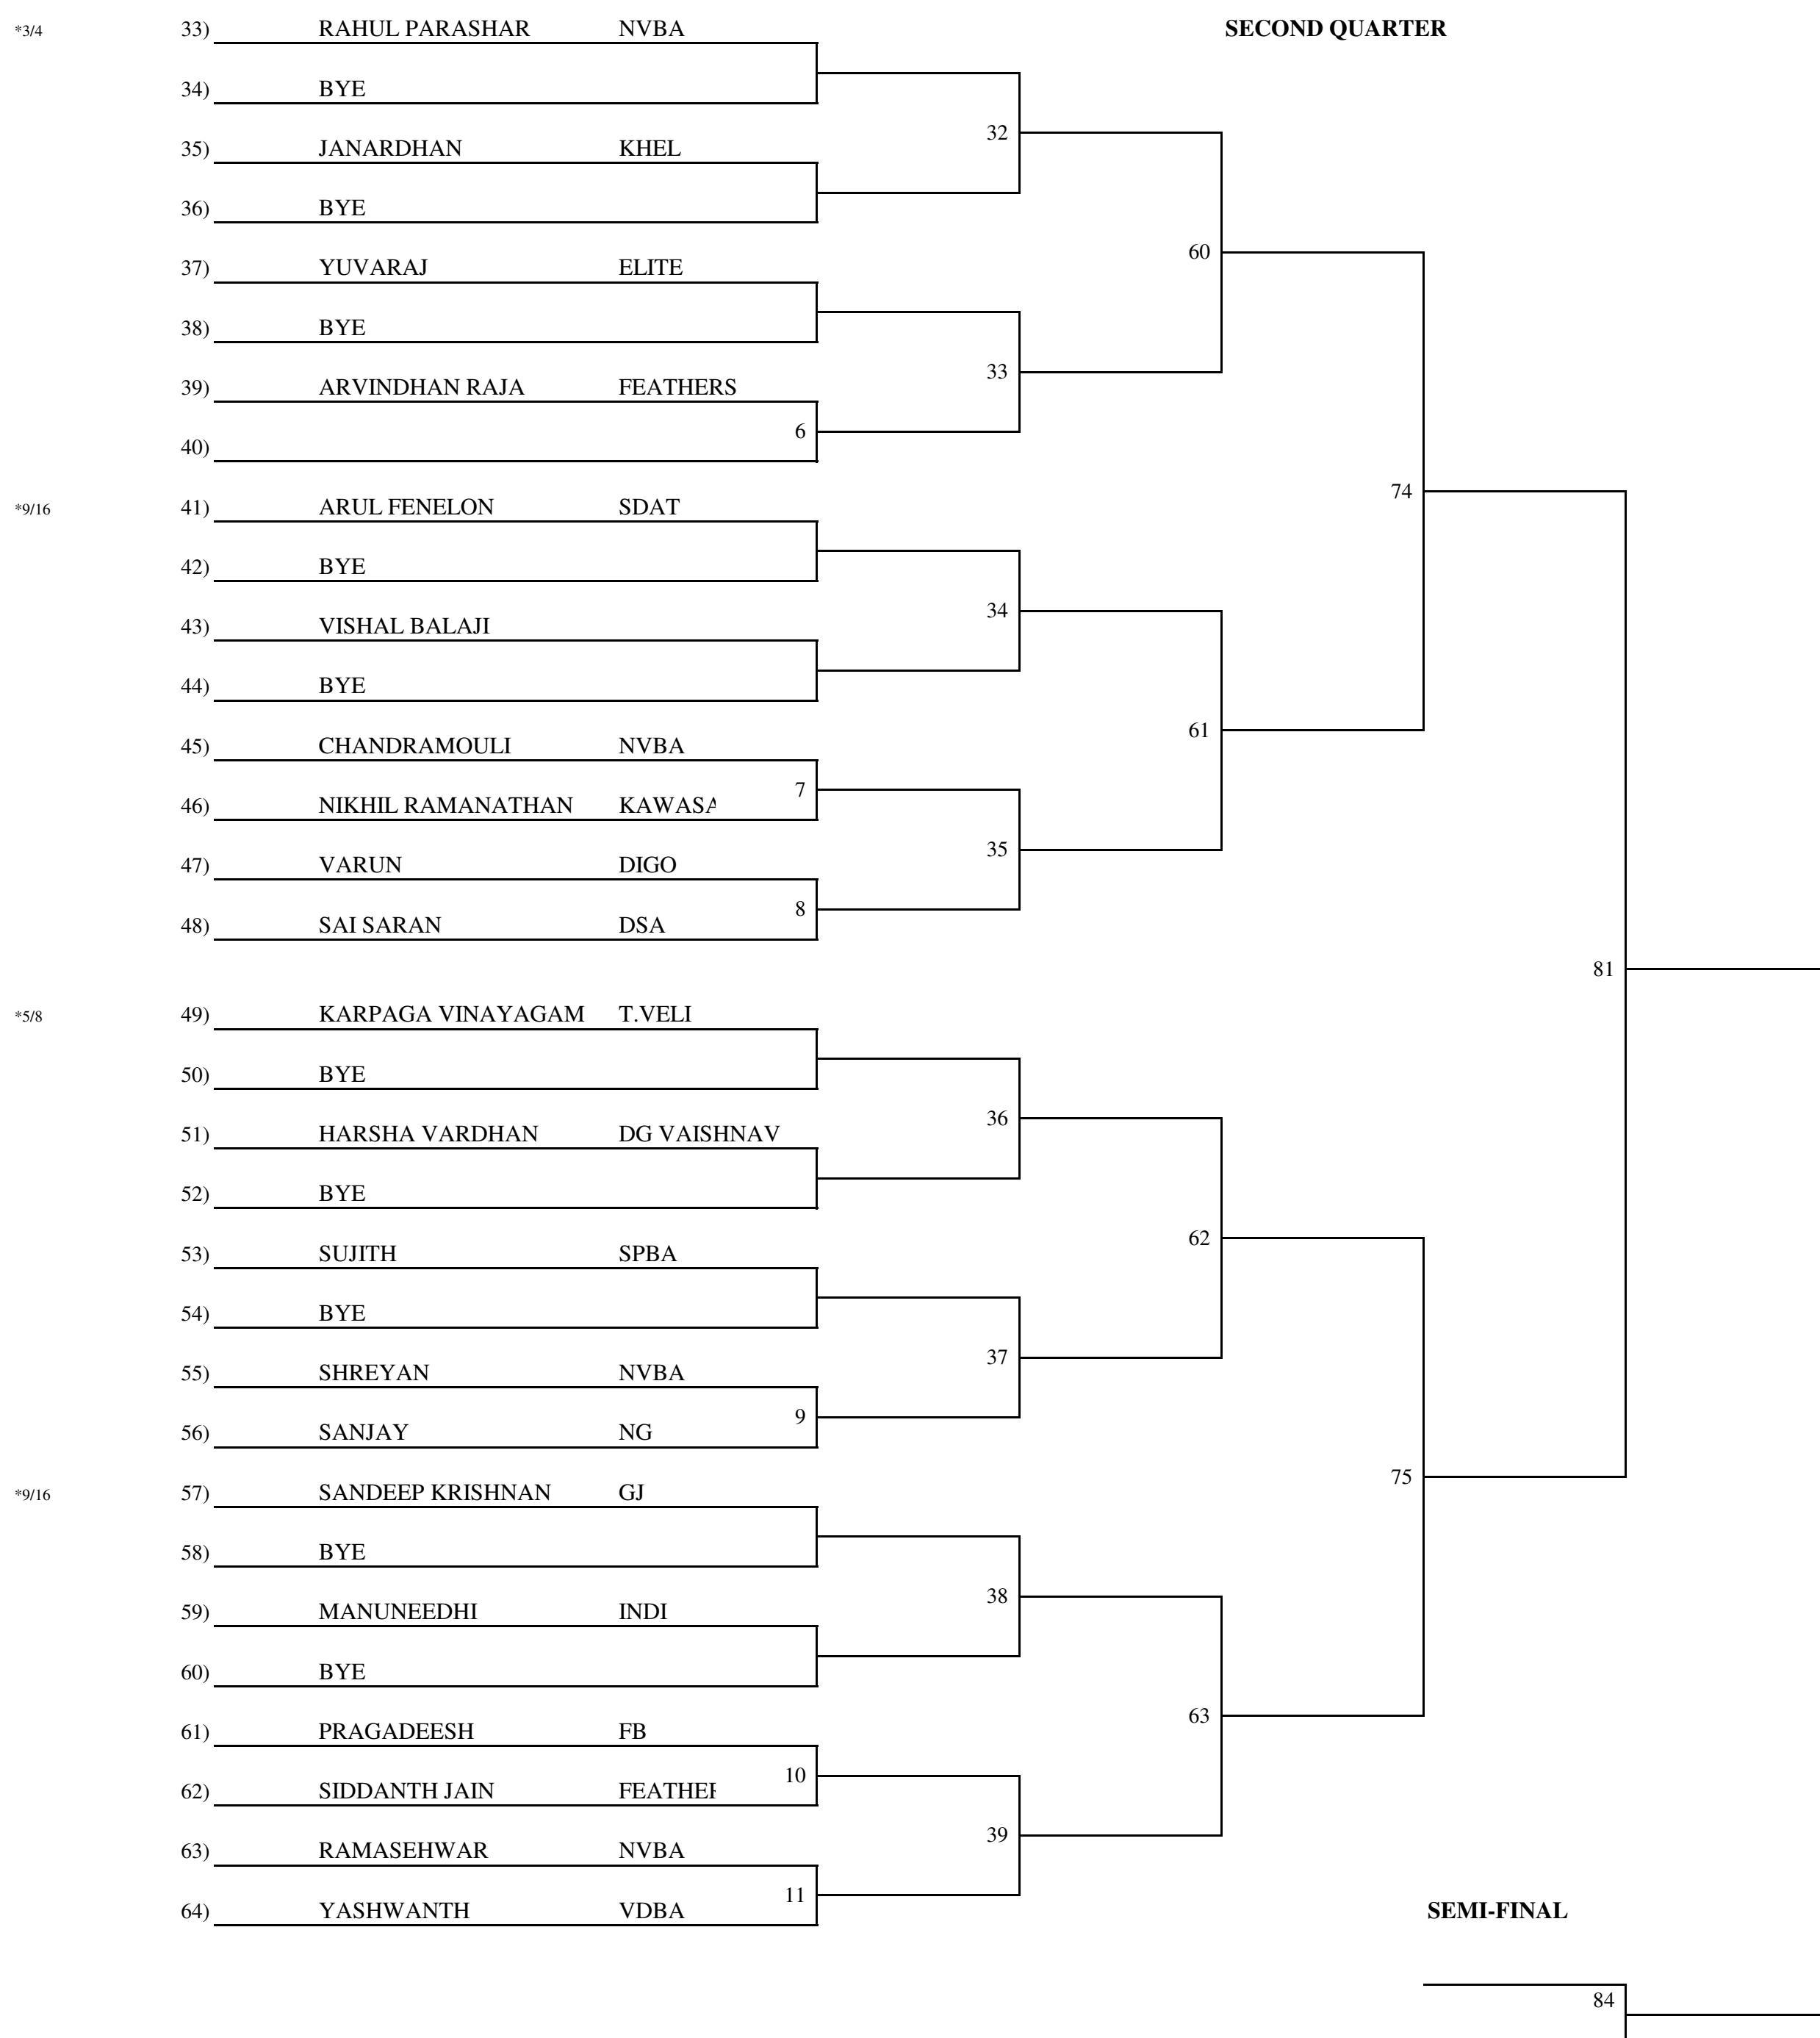 *3/4 33) RAHUL PARASHAR NVBA SECOND QUARTER
34) BYE
32
35) JANARDHAN KHEL
36) BYE
60
37) YUVARAJ ELITE
38) BYE
33
39) ARVINDHAN RAJA FEATHERS
6
40)
74
*9/16 41) ARUL FENELON SDAT
42) BYE
34
43) VISHAL BALAJI
44) BYE
61
45) CHANDRAMOULI NVBA
7
46) NIKHIL RAMANATHAN KAWASA
35
47) VARUN DIGO
8
48) SAI SARAN DSA
81
*5/8 49) KARPAGA VINAYAGAM T.VELI
50) BYE
36
51) HARSHA VARDHAN DG VAISHNAV
52) BYE
62
53) SUJITH SPBA
54) BYE
37
55) SHREYAN NVBA
9
56) SANJAY NG
75
*9/16 57) SANDEEP KRISHNAN GJ
58) BYE
38
59) MANUNEEDHI INDI
60) BYE
63
61) PRAGADEESH FB
10
62) SIDDANTH JAIN FEATHER
39
63) RAMASEHWAR NVBA
11
64) YASHWANTH VDBA SEMI-FINAL
84